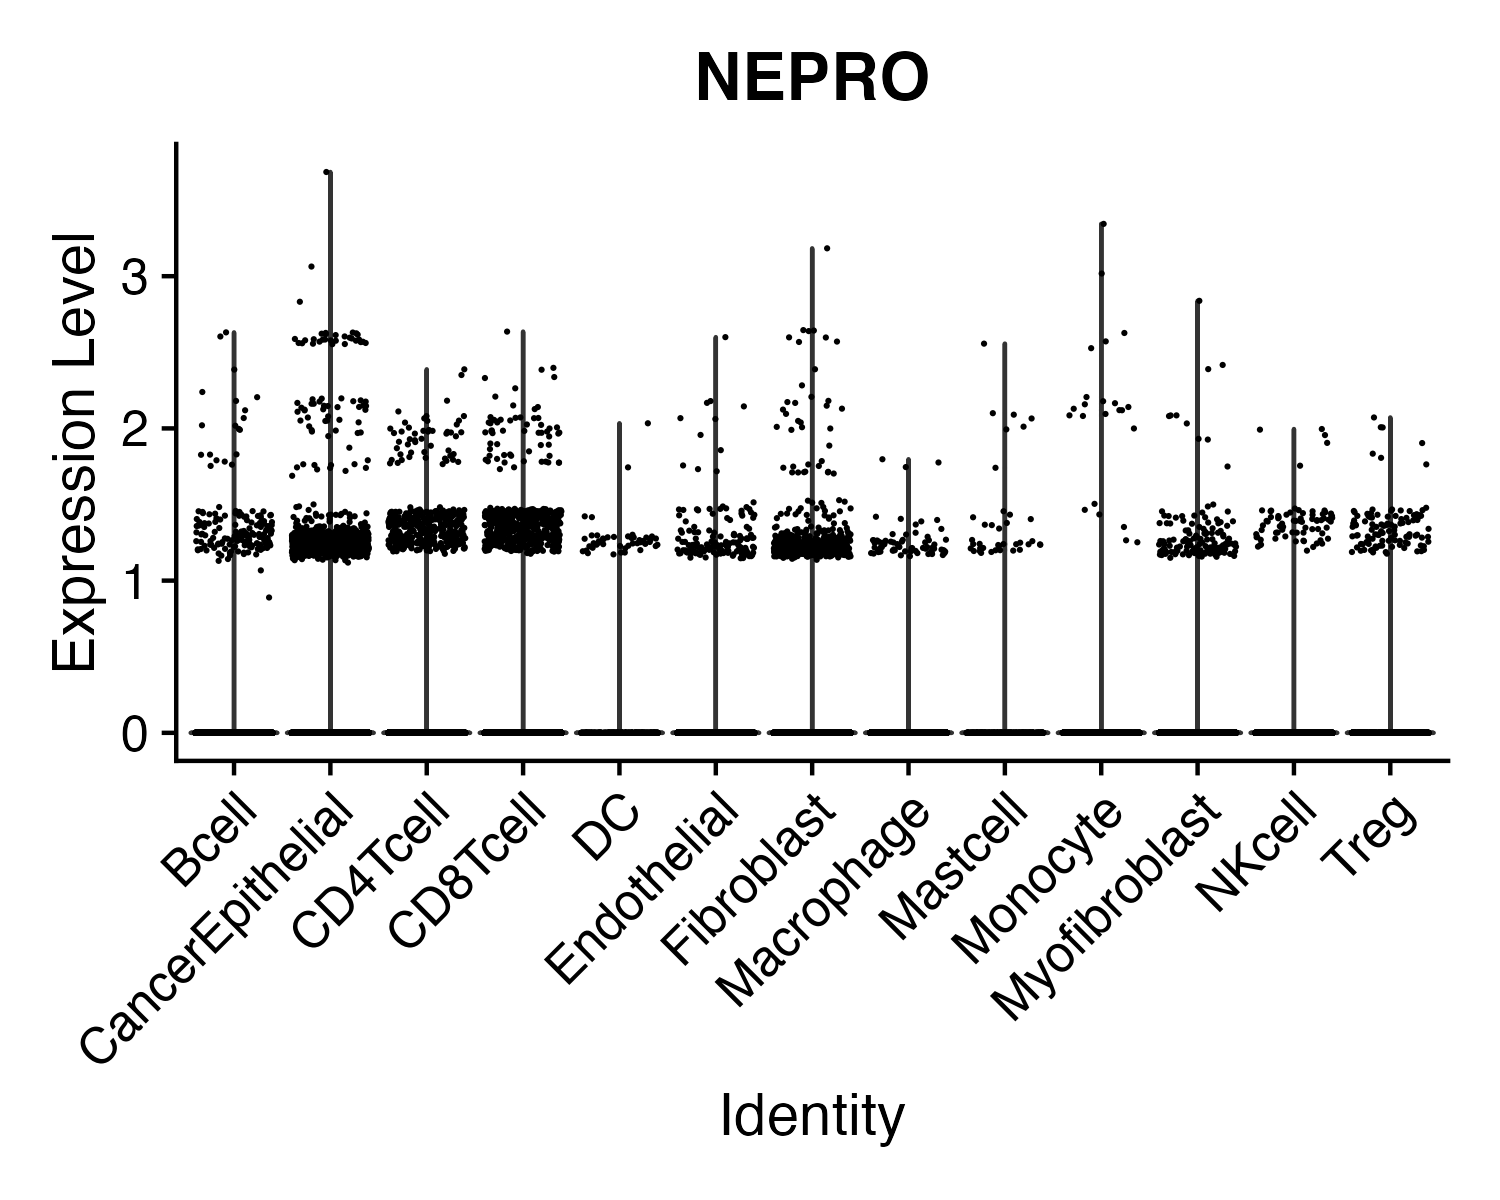 NEPRO
Expression Level
3
2
1
0
Bcell
CancerEpithelial
CD4Tcell
CD8Tcell
DC
Endothelial
Fibroblast
Macrophage
Mastcell
Monocyte
Myofibroblast
NKcell
Treg
Identity